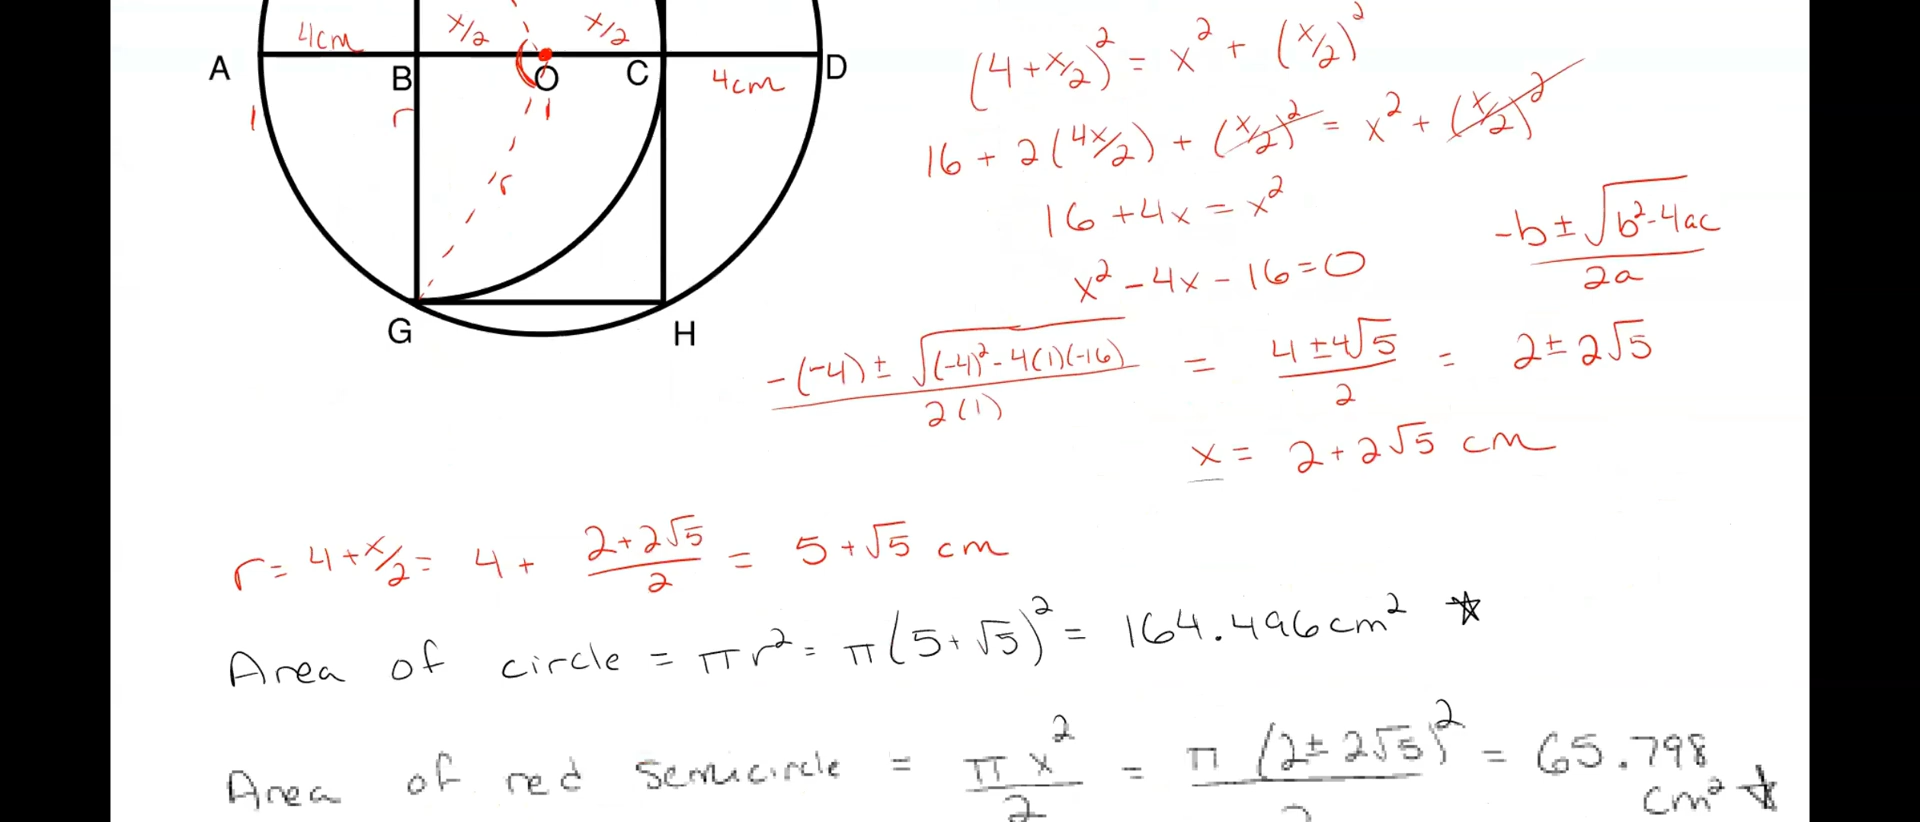 4cm x/2 x/2
A B O C 4cm D
r
r
G H
(4+x/2)² = x² + (x/2)²
16 + 2(4x/2) + (x/2)² = x² + (x/2)²
16 + 4x = x²
x² - 4x - 16 = 0
-b ± √b²-4ac / 2a
-(-4) ± √(-4)² - 4(1)(-16) / 2(1) = 4 ± 4√5 / 2 = 2 ± 2√5
x = 2 + 2√5 cm
r = 4 + x/2 = 4 + 2+2√5 / 2 = 5 + √5 cm
Area of circle = πr² = π(5+√5)² = 164.496cm²
Area of red semicircle = πx²/2 = π(2±2√5)²/2 = 65.798 cm²